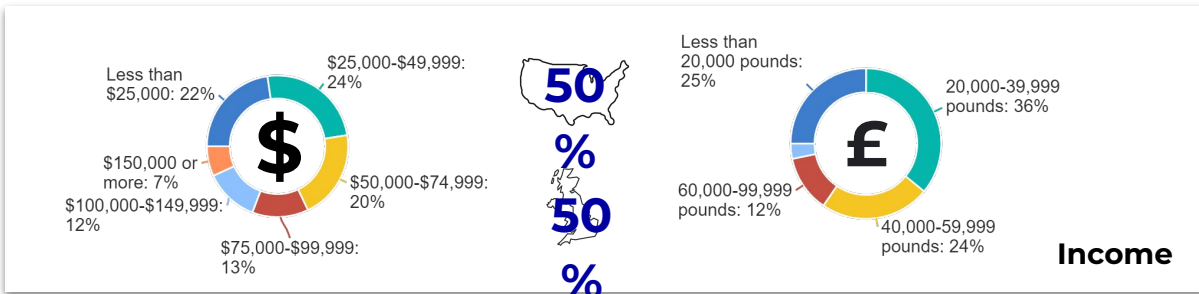 Less than
$25,000: 22%
$25,000-$49,999:
24%
$
$150,000 or
more: 7%
$50,000-$74,999:
20%
$100,000-$149,999:
12%
$75,000-$99,999:
13%
50
%
50
%
Less than
20,000 pounds:
25%
20,000-39,999
pounds: 36%
£
60,000-99,999
pounds: 12%
40,000-59,999
pounds: 24%
Income